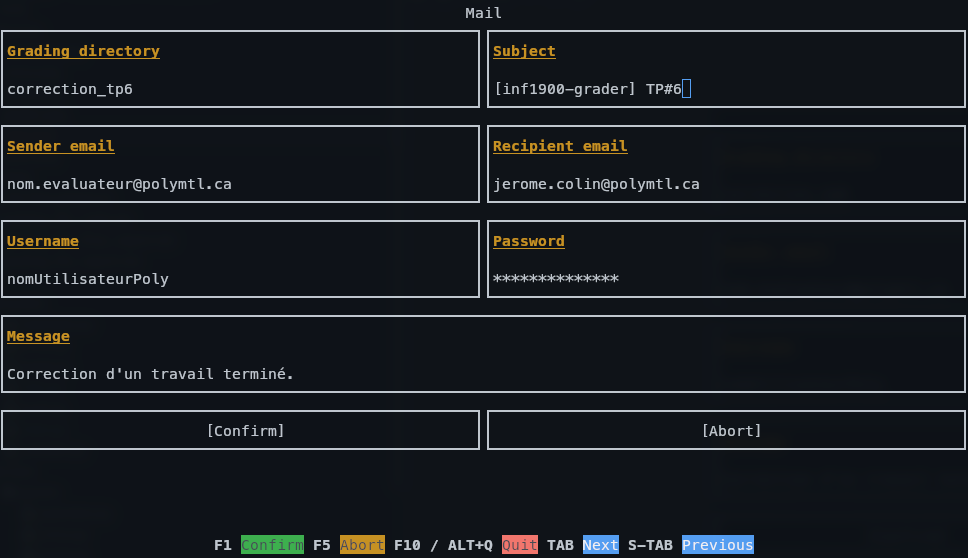 Mail
Grading directory
correction_tp6
Subject
[inf1900-grader] TP#6
Sender email
nom.evaluateur@polymtl.ca
Recipient email
jerome.colin@polymtl.ca
Username
nomUtilisateurPoly
Password
**************
Message
Correction d'un travail terminé.
[Confirm]
[Abort]
F1 Confirm F5 Abort F10 / ALT+Q Quit TAB Next S-TAB Previous